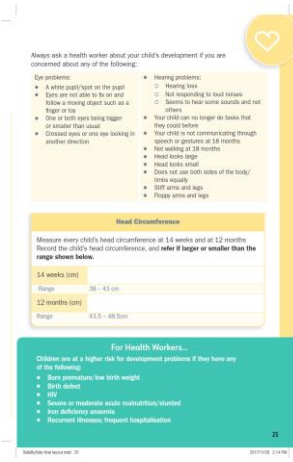 Always ask a health worker about your child's development if you are
concerned about any of the following:
Eye problems:
• A white pupil/spot on the pupil
• Eyes are not able to fix on and
follow a moving object such as a
finger or toy
• One or both eyes being bigger
or smaller than usual
• Crossed eyes or one eye looking in
another direction
• Hearing problems:
○ Hearing loss
○ Not responding to loud noises
○ Seems to hear some sounds and not
others
• Your child can no longer do tasks that
they could before
• Your child is not communicating through
speech or gestures at 18 months
• Not walking at 18 months
• Head looks large
• Head looks small
• Does not use both sides of the body/
limbs equally
• Stiff arms and legs
• Floppy arms and legs
Head Circumference
Measure every child's head circumference at 14 weeks and at 12 months
Record the child's head circumference, and refer if larger or smaller than the
range shown below.
14 weeks (cm)
Range 38 – 43 cm
12 months (cm)
Range 43.5 – 48.5cm
For Health Workers...
Children are at a higher risk for development problems if they have any
of the following:
• Born premature/low birth weight
• Birth defect
• HIV
• Severe or moderate acute malnutrition/stunted
• Iron deficiency anaemia
• Recurrent illnesses; frequent hospitalisation
25